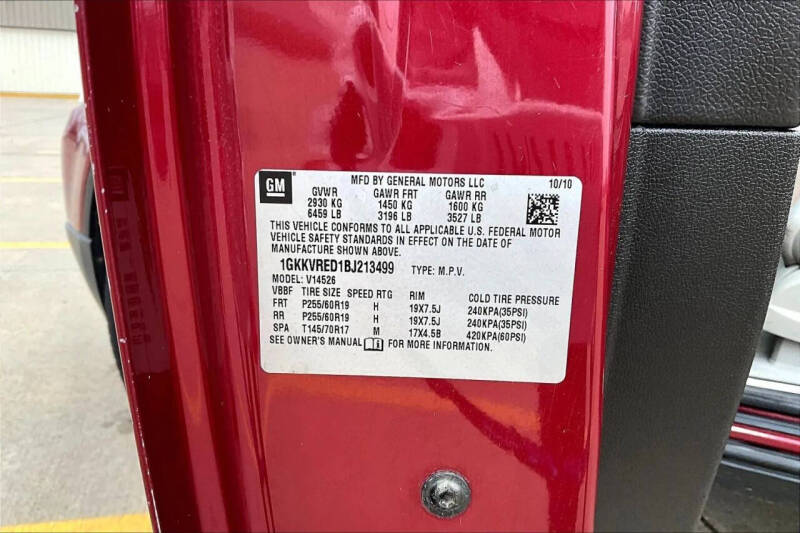 GM
MFD BY GENERAL MOTORS LLC 10/10
GVWR GAWR FRT GAWR RR
2930 KG 1450 KG 1600 KG
6459 LB 3196 LB 3527 LB
THIS VEHICLE CONFORMS TO ALL APPLICABLE U.S. FEDERAL MOTOR
VEHICLE SAFETY STANDARDS IN EFFECT ON THE DATE OF
MANUFACTURE SHOWN ABOVE.
1GKKVRED1BJ213499 TYPE: M.P.V.
MODEL: V14526
VBBF TIRE SIZE SPEED RTG RIM COLD TIRE PRESSURE
FRT P255/60R19 H 19X7.5J 240KPA(35PSI)
RR P255/60R19 H 19X7.5J 240KPA(35PSI)
SPA T145/70R17 M 17X4.5B 420KPA(60PSI)
SEE OWNER'S MANUAL FOR MORE INFORMATION.